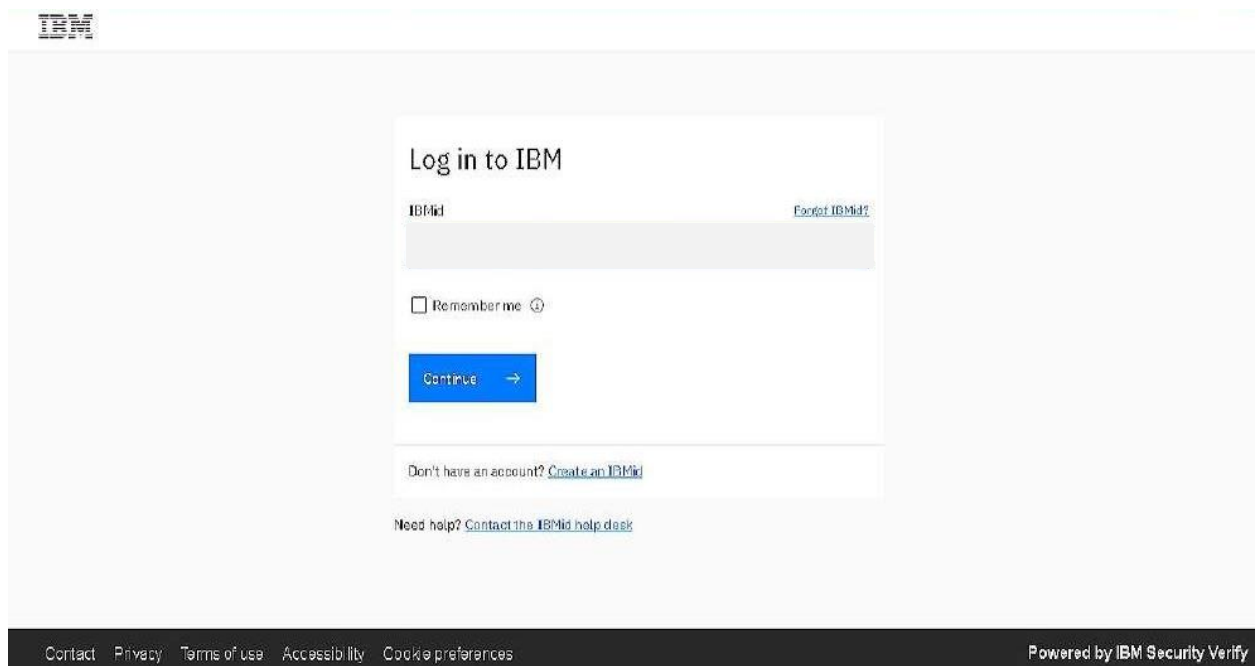 IBM
Log in to IBM
IBMid Forgot IBMid?
Remember me
Continue →
Don't have an account? Create an IBMid
Need help? Contact the IBMid help desk
Contact Privacy Terms of use Accessibility Cookie preferences Powered by IBM Security Verify